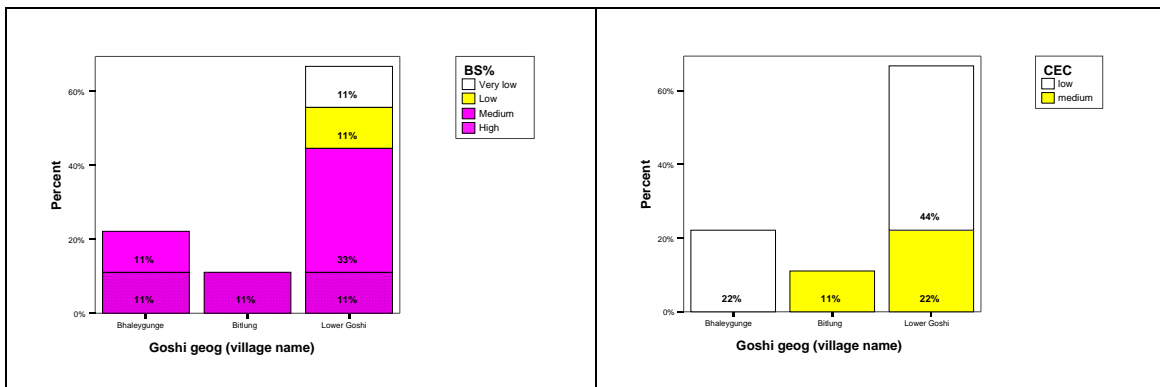 BS%
Very low
Low
Medium
High
60%
40%
20%
0%
Percent
11%
11%
11%
33%
11%
11%
11%
Bhaleygunge
Bitlung
Lower Goshi
Goshi geog (village name)
CEC
low
medium
60%
40%
20%
0%
Percent
44%
22%
11%
22%
Bhaleygunge
Bitlung
Lower Goshi
Goshi geog (village name)